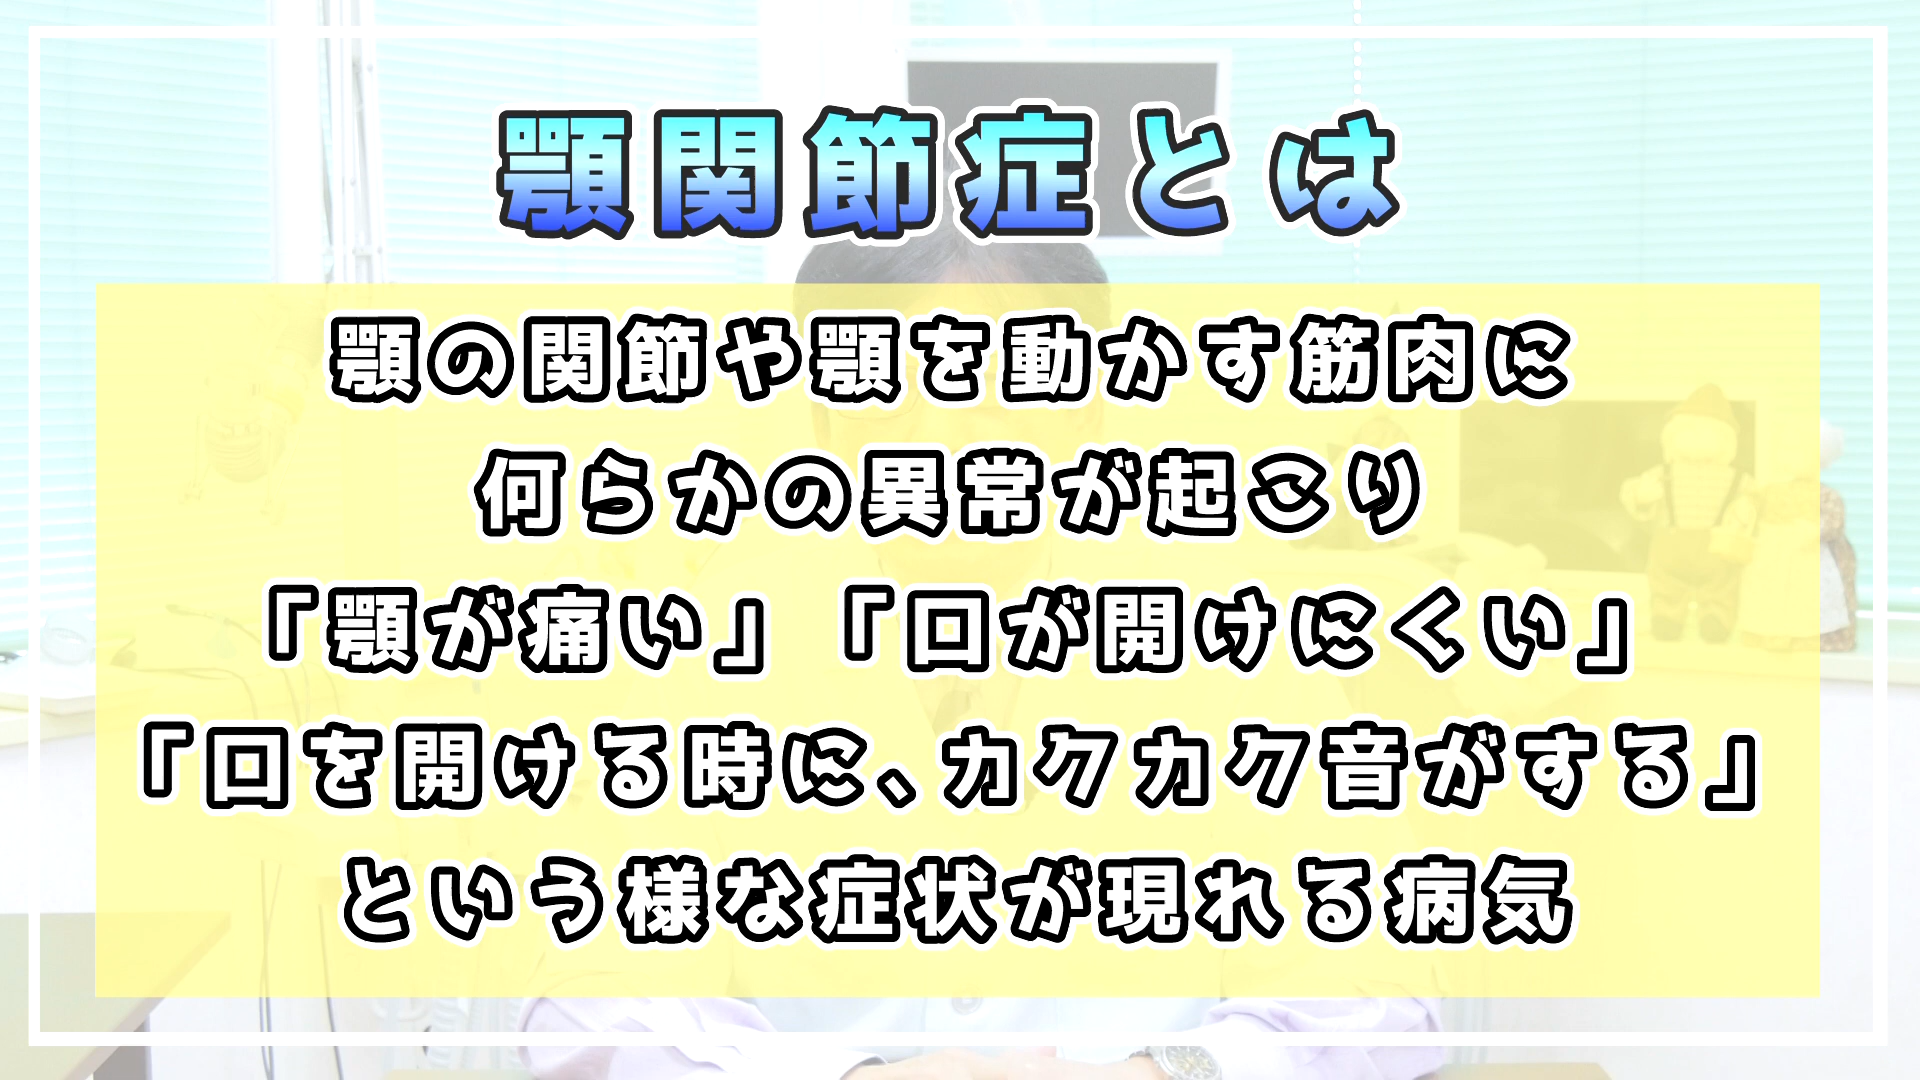 顎関節症とは
顎の関節や顎を動かす筋肉に
何らかの異常が起こり
「顎が痛い」「口が開けにくい」
「口を開ける時に、カクカク音がする」
という様な症状が現れる病気